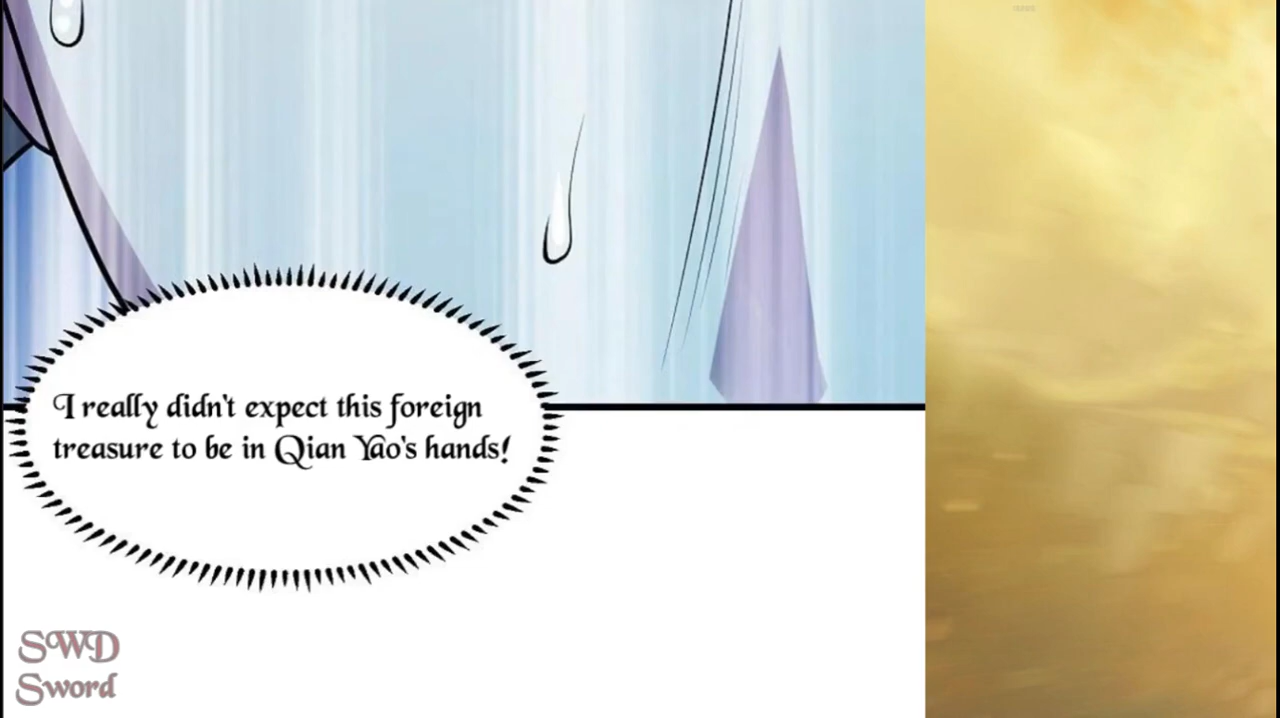 I really didn't expect this foreign
treasure to be in Qian Yao's hands!
SWD
Sword